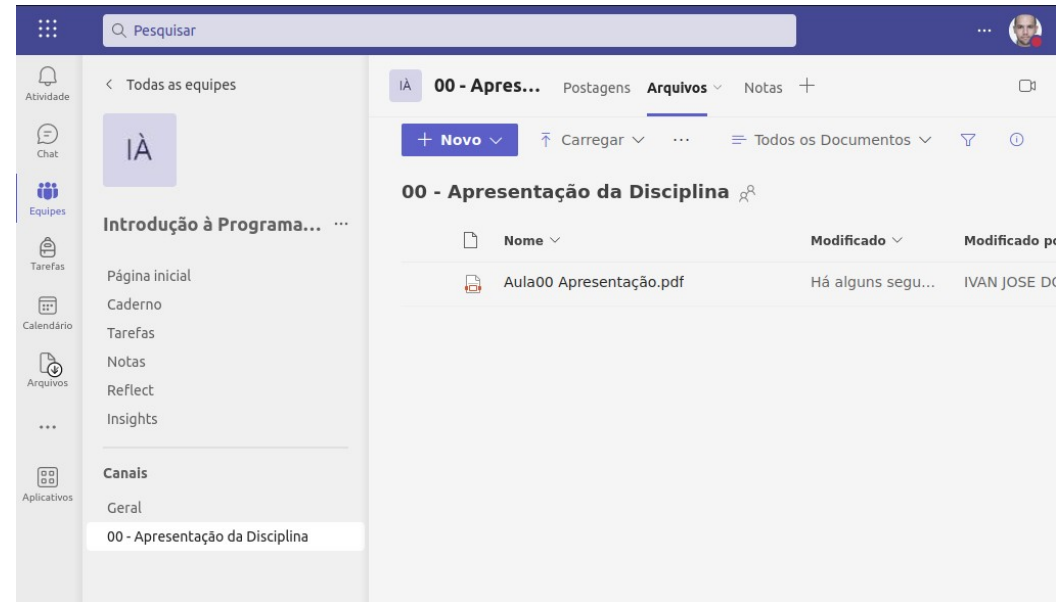 Pesquisar
Atividade
Chat
Equipes
Tarefas
Calendário
Arquivos
Aplicativos
Todas as equipes
IÀ
Introdução à Programa... ...
Página inicial
Caderno
Tarefas
Notas
Reflect
Insights
Canais
Geral
00 - Apresentação da Disciplina
IÀ 00 - Apres... Postagens Arquivos Notas
+ Novo Carregar ... Todos os Documentos
00 - Apresentação da Disciplina
Nome Modificado Modificado po
Aula00 Apresentação.pdf Há alguns segu... IVAN JOSE DO